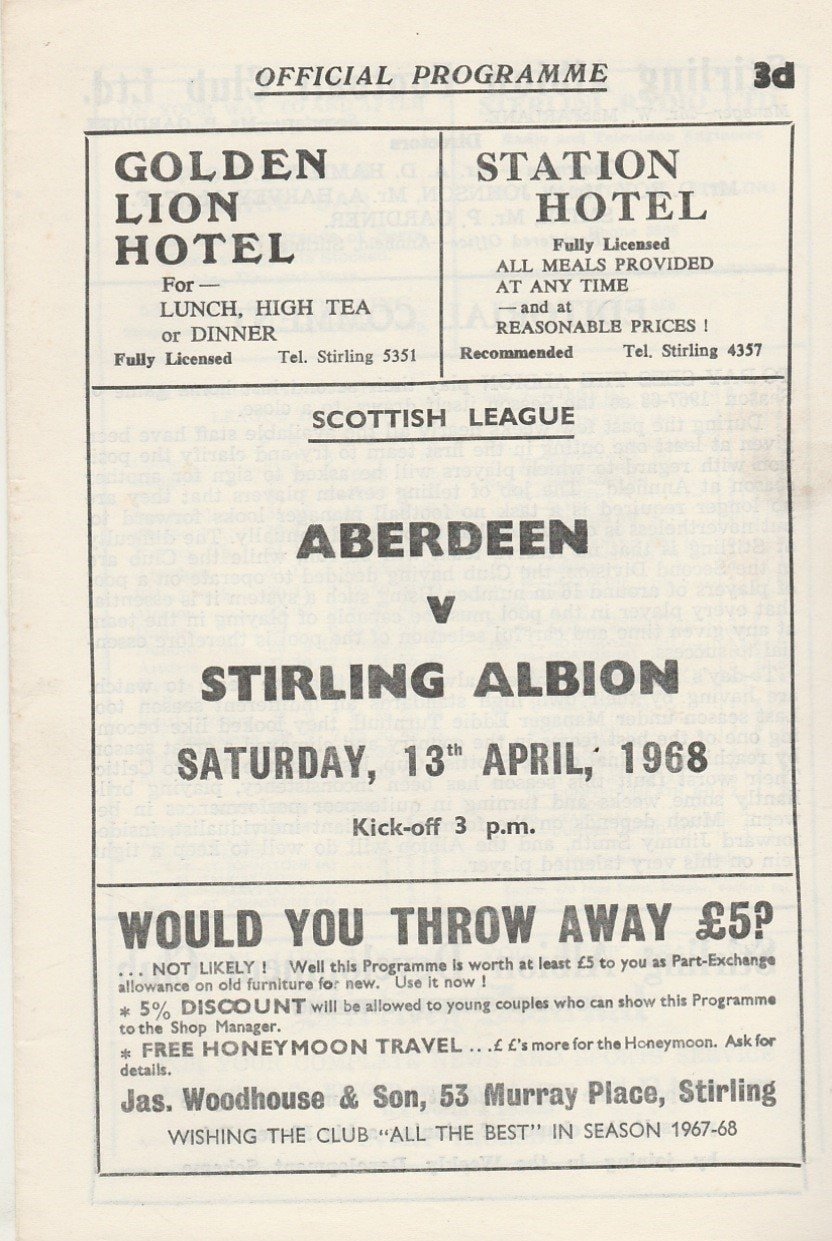 OFFICIAL PROGRAMME 3d
GOLDEN
LION
HOTEL
For —
LUNCH, HIGH TEA
or DINNER
Fully Licensed Tel. Stirling 5351
STATION
HOTEL
Fully Licensed
ALL MEALS PROVIDED
AT ANY TIME
— and at
REASONABLE PRICES !
Recommended Tel. Stirling 4357
SCOTTISH LEAGUE
ABERDEEN
V
STIRLING ALBION
SATURDAY, 13th APRIL, 1968
Kick-off 3 p.m.
WOULD YOU THROW AWAY £5?
... NOT LIKELY ! Well this Programme is worth at least £5 to you as Part-Exchange
allowance on old furniture for new. Use it now !
* 5% DISCOUNT will be allowed to young couples who can show this Programme
to the Shop Manager.
* FREE HONEYMOON TRAVEL ... £ £'s more for the Honeymoon. Ask for
details.
Jas. Woodhouse & Son, 53 Murray Place, Stirling
WISHING THE CLUB "ALL THE BEST" IN SEASON 1967-68